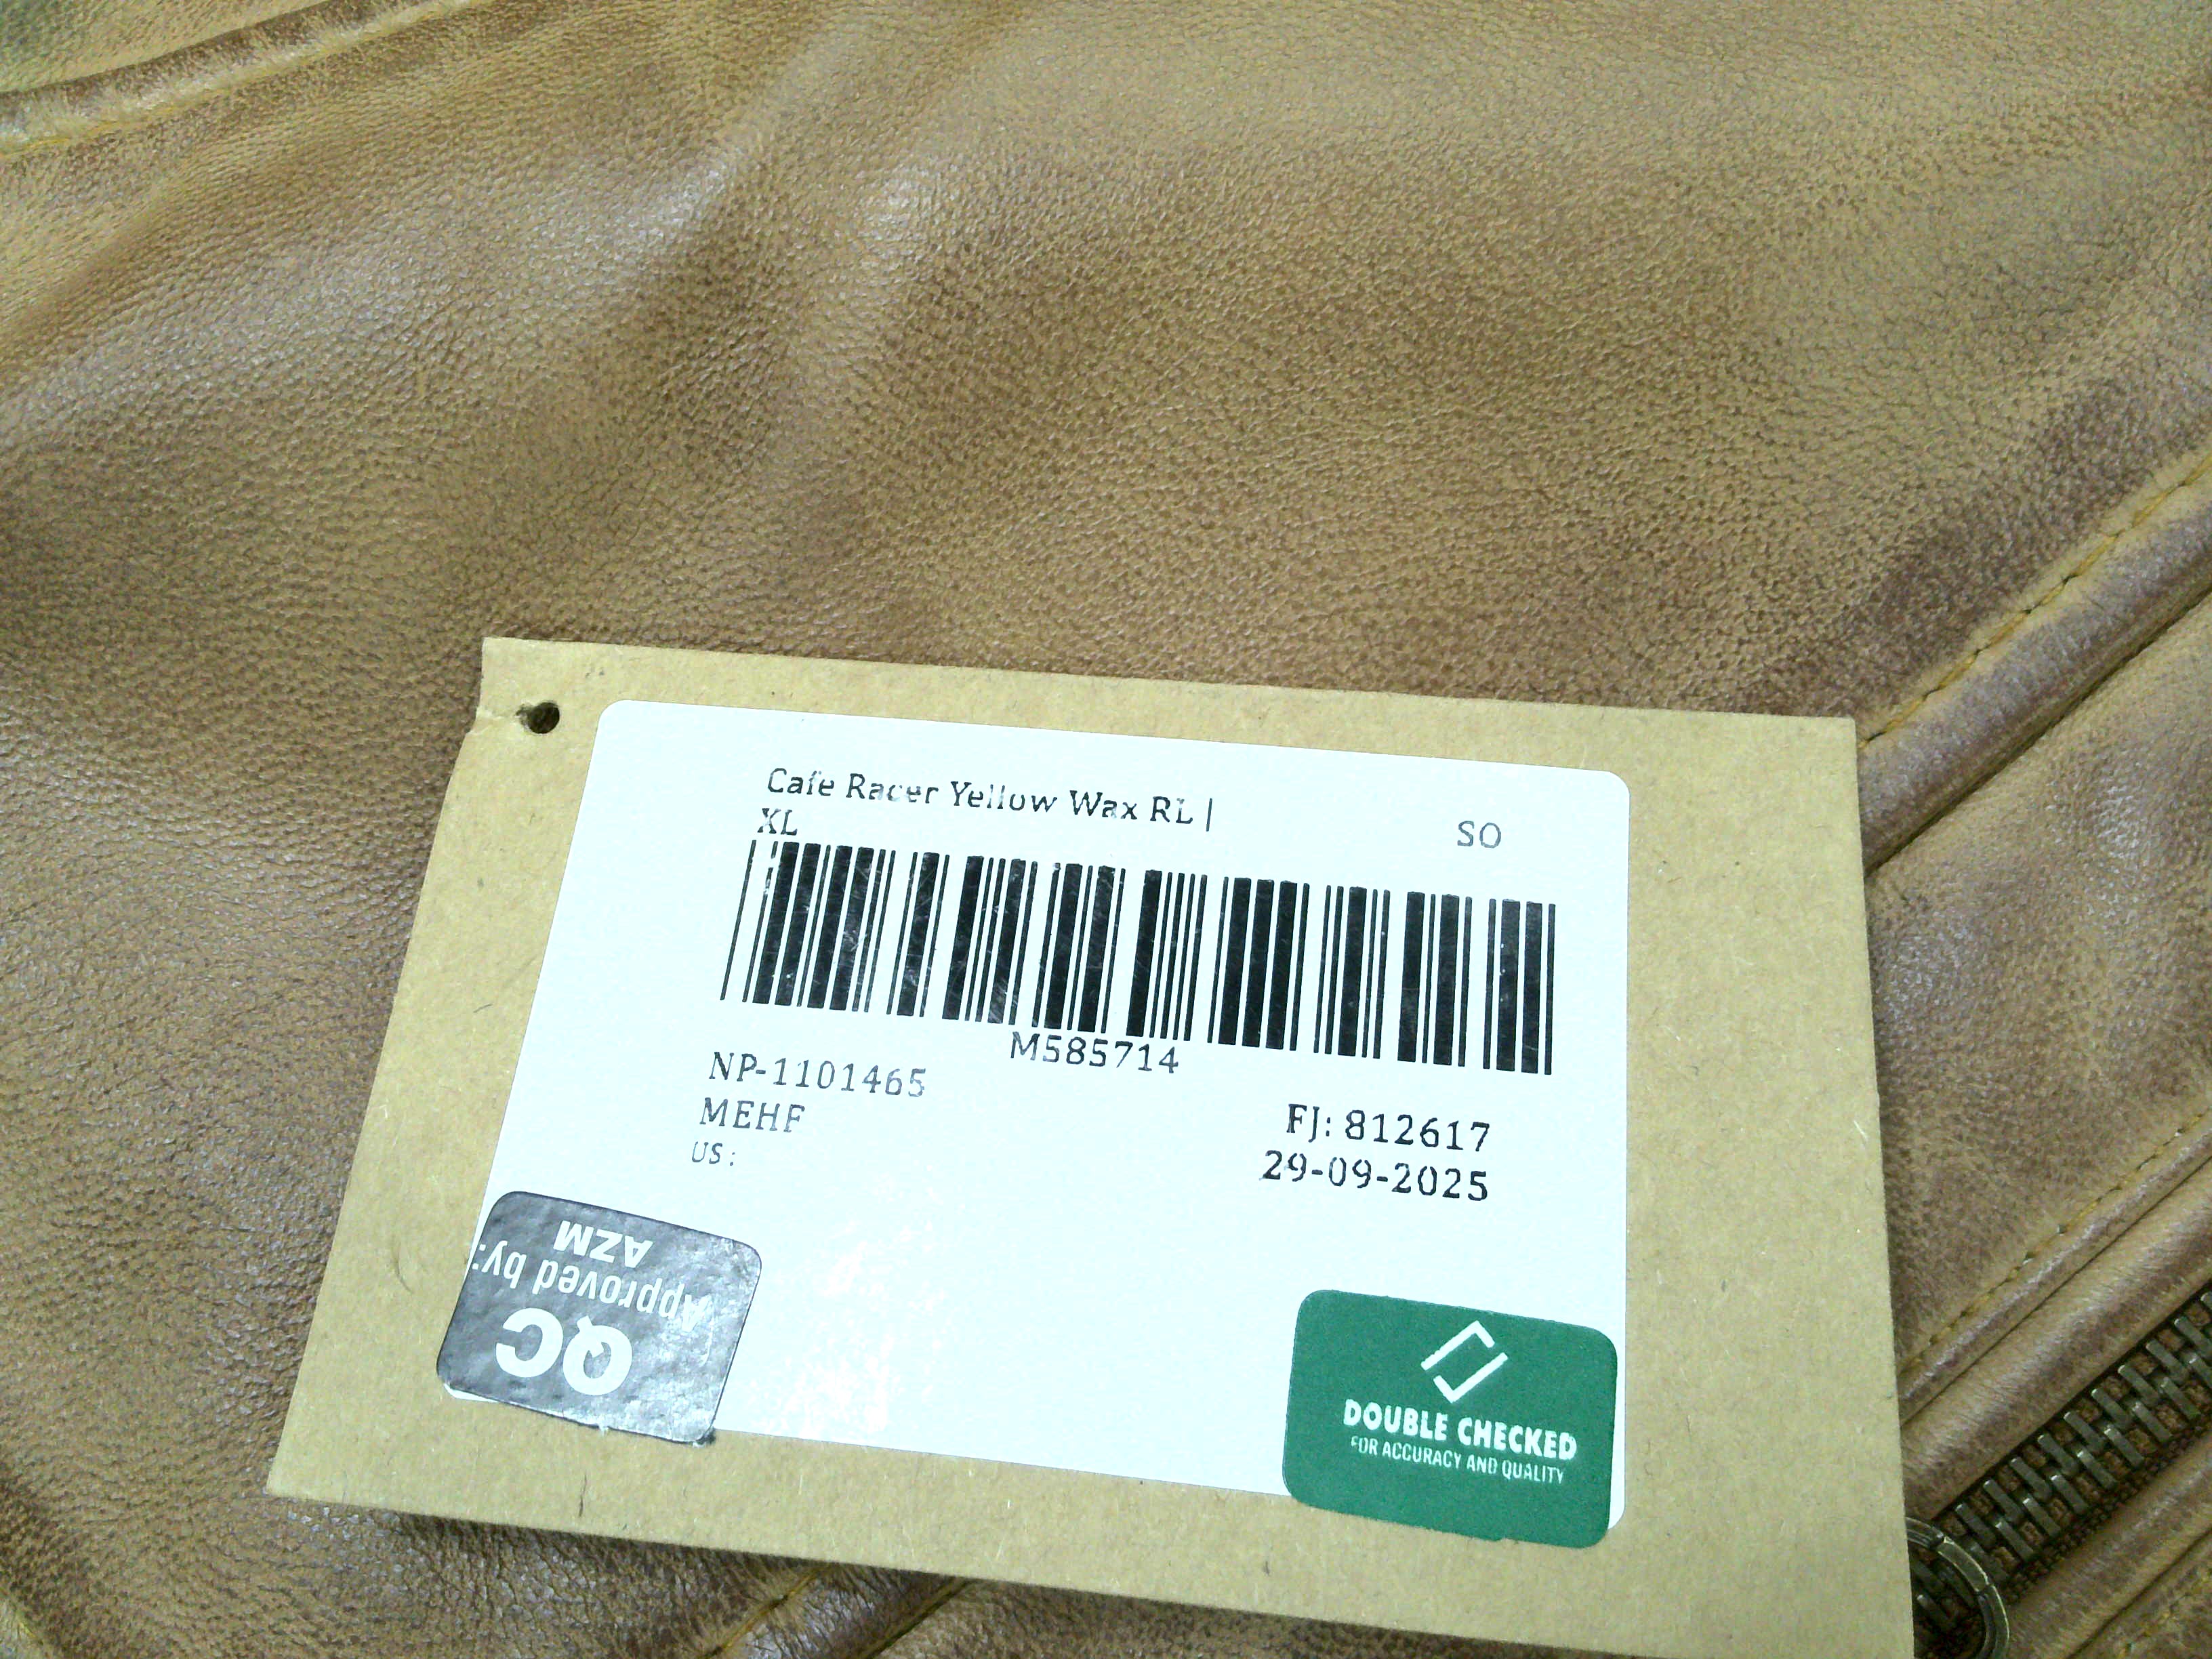 Cafe Racer Yellow Wax RL |
XL
SO
M585714
NP-1101465
MEHF
US:
FJ: 812617
29-09-2025
QC
Approved by:
AZM
DOUBLE CHECKED
FOR ACCURACY AND QUALITY